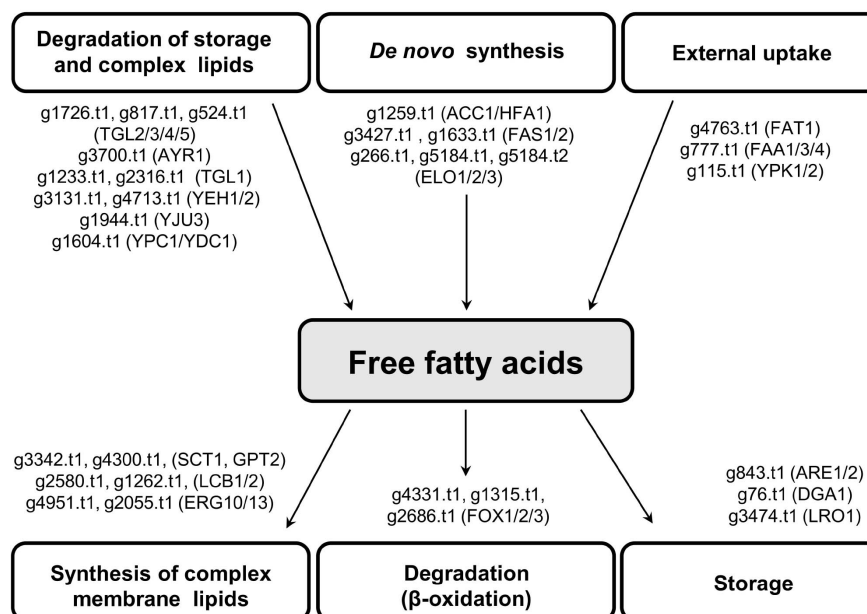 Degradation of storage
and complex lipids
De novo synthesis
External uptake
g1726.t1, g817.t1, g524.t1
(TGL2/3/4/5)
g3700.t1 (AYR1)
g1233.t1, g2316.t1 (TGL1)
g3131.t1, g4713.t1 (YEH1/2)
g1944.t1 (YJU3)
g1604.t1 (YPC1/YDC1)
g1259.t1 (ACC1/HFA1)
g3427.t1 , g1633.t1 (FAS1/2)
g266.t1, g5184.t1, g5184.t2
(ELO1/2/3)
g4763.t1 (FAT1)
g777.t1 (FAA1/3/4)
g115.t1 (YPK1/2)
Free fatty acids
g3342.t1, g4300.t1, (SCT1, GPT2)
g2580.t1, g1262.t1, (LCB1/2)
g4951.t1, g2055.t1 (ERG10/13)
g4331.t1, g1315.t1,
g2686.t1 (FOX1/2/3)
g843.t1 (ARE1/2)
g76.t1 (DGA1)
g3474.t1 (LRO1)
Synthesis of complex
membrane lipids
Degradation
(β-oxidation)
Storage